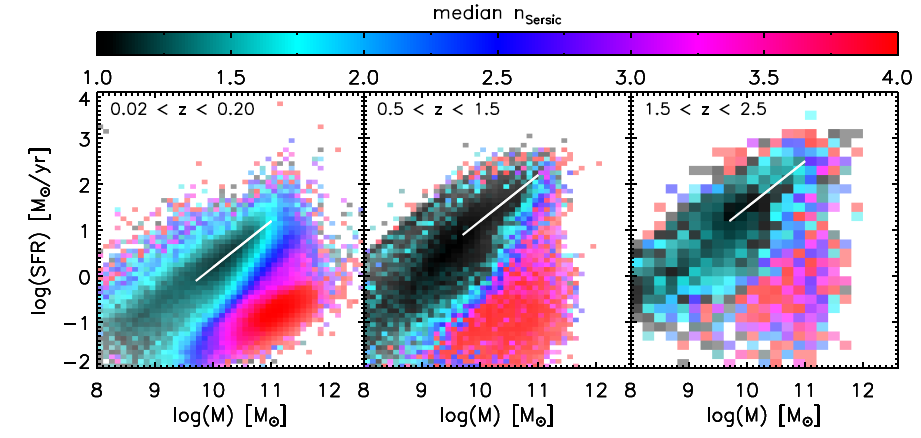 median n_Sersic
1.0 1.5 2.0 2.5 3.0 3.5 4.0
0.02 < z < 0.20
0.5 < z < 1.5
1.5 < z < 2.5
log(SFR) [M⊙/yr]
4
3
2
1
0
−1
−2
8 9 10 11 12
8 9 10 11 12
8 9 10 11 12
log(M) [M⊙]
log(M) [M⊙]
log(M) [M⊙]